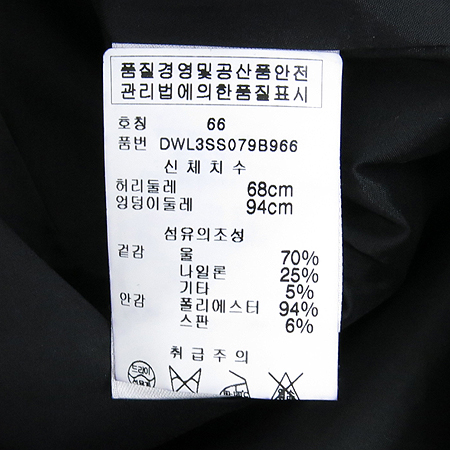 품질경영및공산품안전
관리법에의한품질표시
호칭 66
품번 DWL3SS079B966
신체치수
허리둘레 68cm
엉덩이둘레 94cm
섬유의조성
겉감 울 70%
나일론 25%
기타 5%
안감 폴리에스터 94%
스판 6%
취급주의
드라이